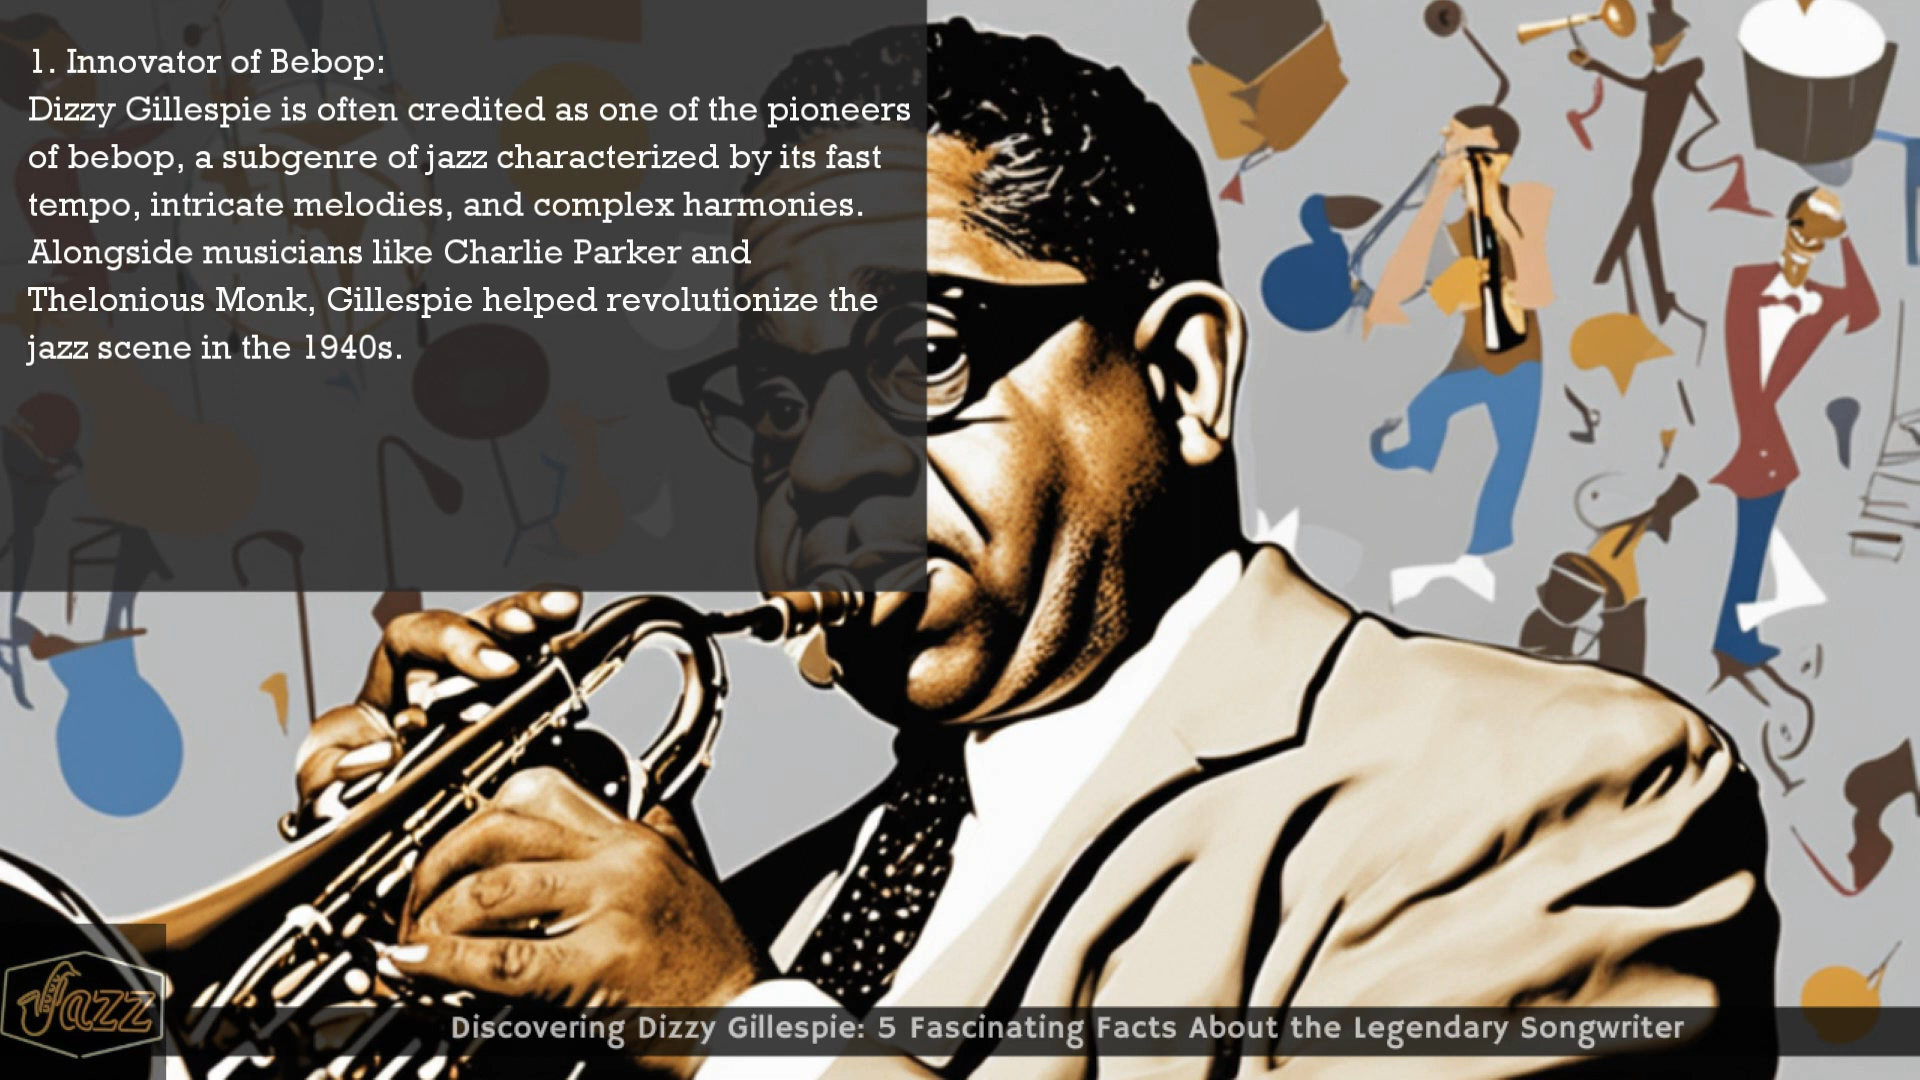 1. Innovator of Bebop:
Dizzy Gillespie is often credited as one of the pioneers
of bebop, a subgenre of jazz characterized by its fast
tempo, intricate melodies, and complex harmonies.
Alongside musicians like Charlie Parker and
Thelonious Monk, Gillespie helped revolutionize the
jazz scene in the 1940s.
Jazz
Discovering Dizzy Gillespie: 5 Fascinating Facts About the Legendary Songwriter